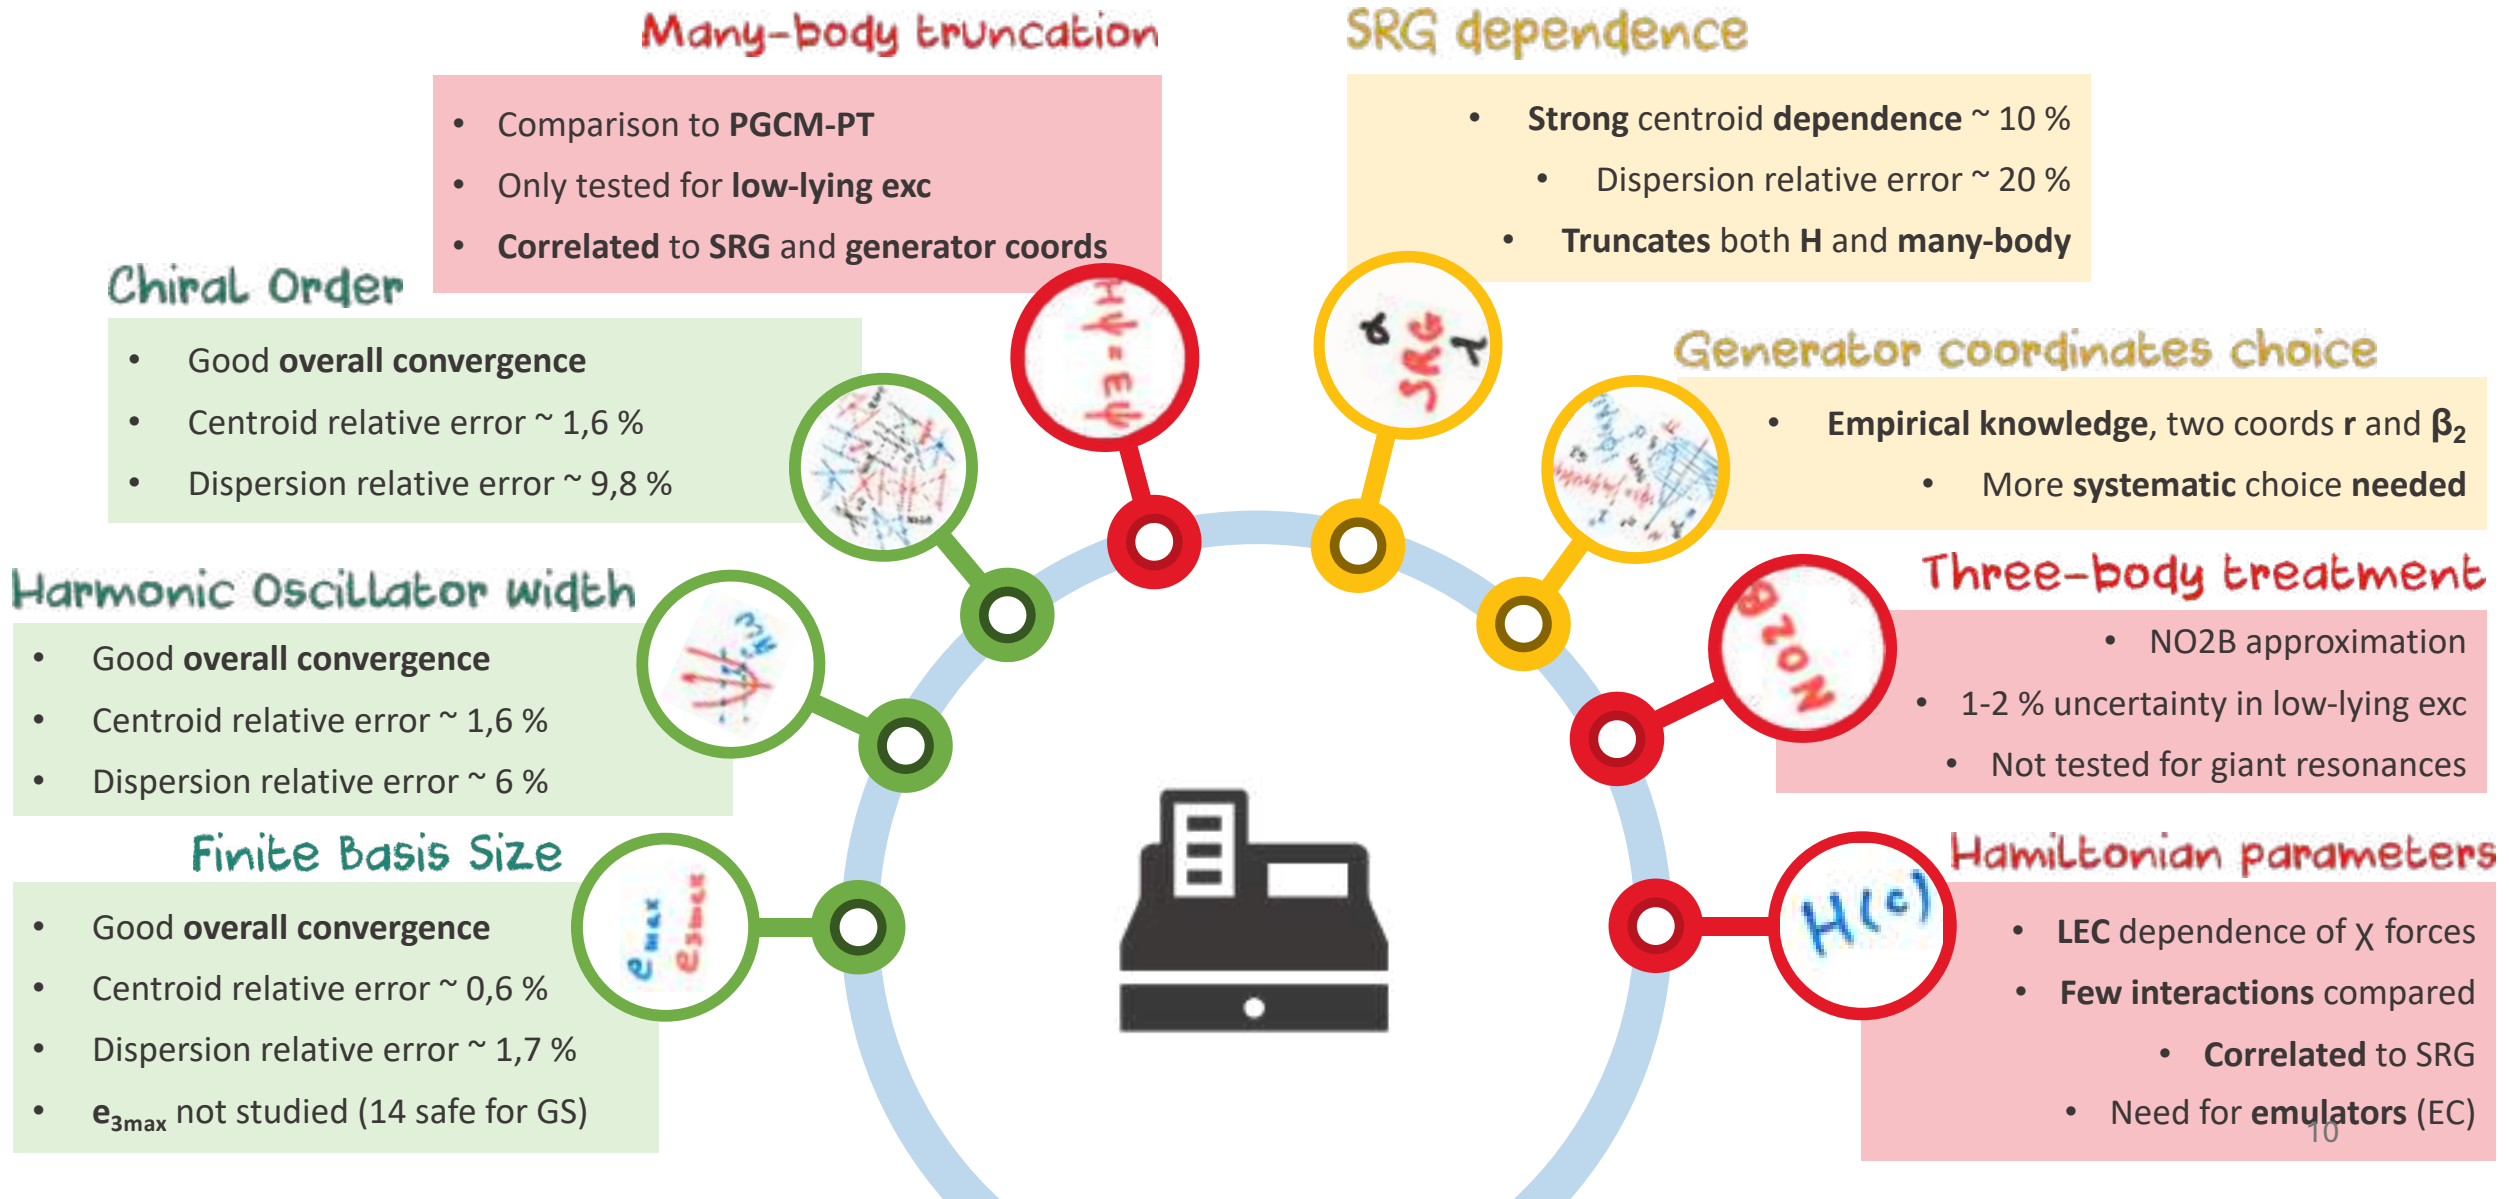 Many-body truncation
• Comparison to PGCM-PT
• Only tested for low-lying exc
• Correlated to SRG and generator coords
SRG dependence
• Strong centroid dependence ~ 10 %
• Dispersion relative error ~ 20 %
• Truncates both H and many-body
Chiral Order
• Good overall convergence
• Centroid relative error ~ 1,6 %
• Dispersion relative error ~ 9,8 %
Generator coordinates choice
• Empirical knowledge, two coords r and β₂
• More systematic choice needed
Harmonic Oscillator width
• Good overall convergence
• Centroid relative error ~ 1,6 %
• Dispersion relative error ~ 6 %
Three-body treatment
• NO2B approximation
• 1-2 % uncertainty in low-lying exc
• Not tested for giant resonances
Finite Basis Size
• Good overall convergence
• Centroid relative error ~ 0,6 %
• Dispersion relative error ~ 1,7 %
• e₃max not studied (14 safe for GS)
Hamiltonian parameters
• LEC dependence of χ forces
• Few interactions compared
• Correlated to SRG
• Need for emulators (EC)
HΨ = EΨ
α
SRG
λ
ħω
NO2B
e max
e3max
H(c)
10